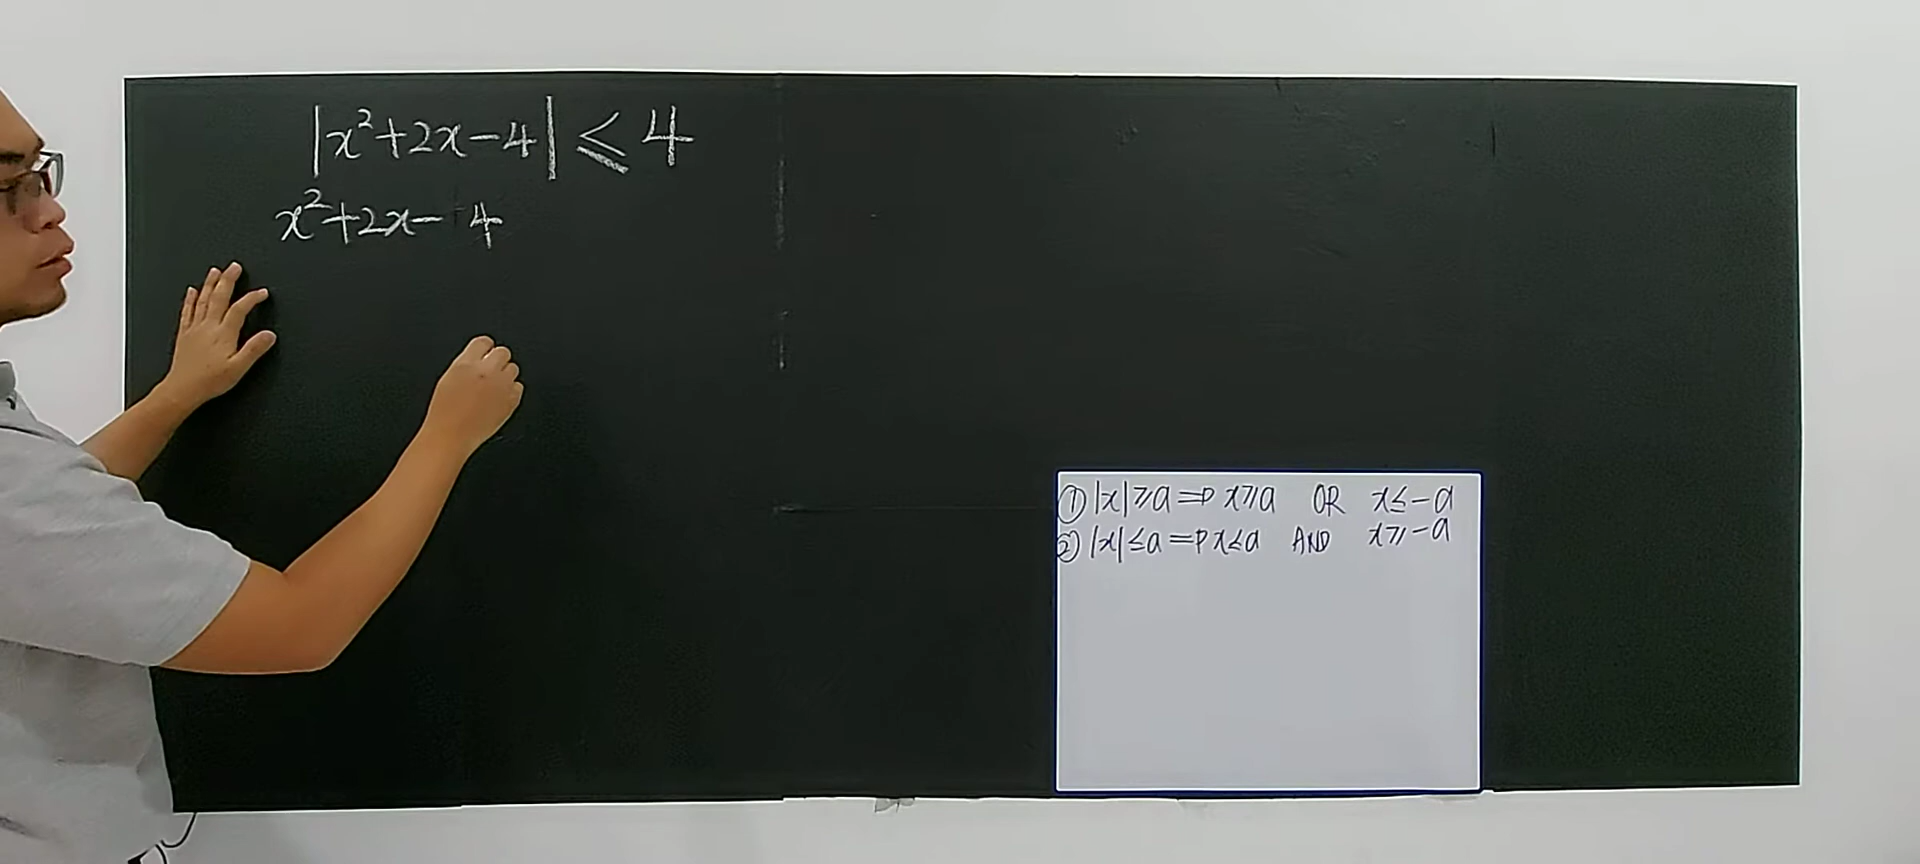 |x²+2x-4| ≤ 4
x²+2x- 4
① |x|≥a ⇒ x≥a OR x≤-a
② |x|≤a ⇒ x≤a AND x≥-a